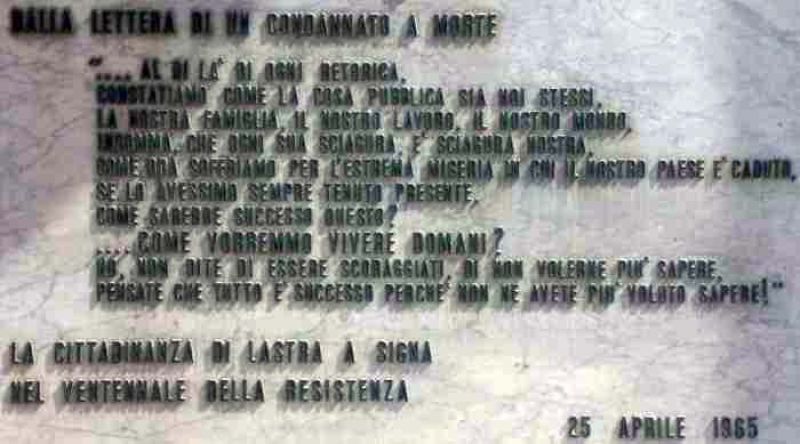 DALLA LETTERA DI UN CONDANNATO A MORTE
".... AL DI LA' DI OGNI RETORICA,
CONSTATIAMO COME LA COSA PUBBLICA SIA NOI STESSI,
LA NOSTRA FAMIGLIA, IL NOSTRO LAVORO, IL NOSTRO MONDO,
INSOMMA, CHE OGNI SUA SCIAGURA, E' SCIAGURA NOSTRA,
COME ORA SOFFRIAMO PER L'ESTREMA MISERIA IN CUI IL NOSTRO PAESE E' CADUTO,
SE LO AVESSIMO SEMPRE TENUTO PRESENTE,
COME SAREBBE SUCCESSO QUESTO?
....COME VORREMMO VIVERE DOMANI?
NO, NON DITE DI ESSERE SCORAGGIATI, DI NON VOLERNE PIU' SAPERE,
PENSATE CHE TUTTO E' SUCCESSO PERCHE' NON NE AVETE PIU' VOLUTO SAPERE!"
LA CITTADINANZA DI LASTRA A SIGNA
NEL VENTENNALE DELLA RESISTENZA
25 APRILE 1965